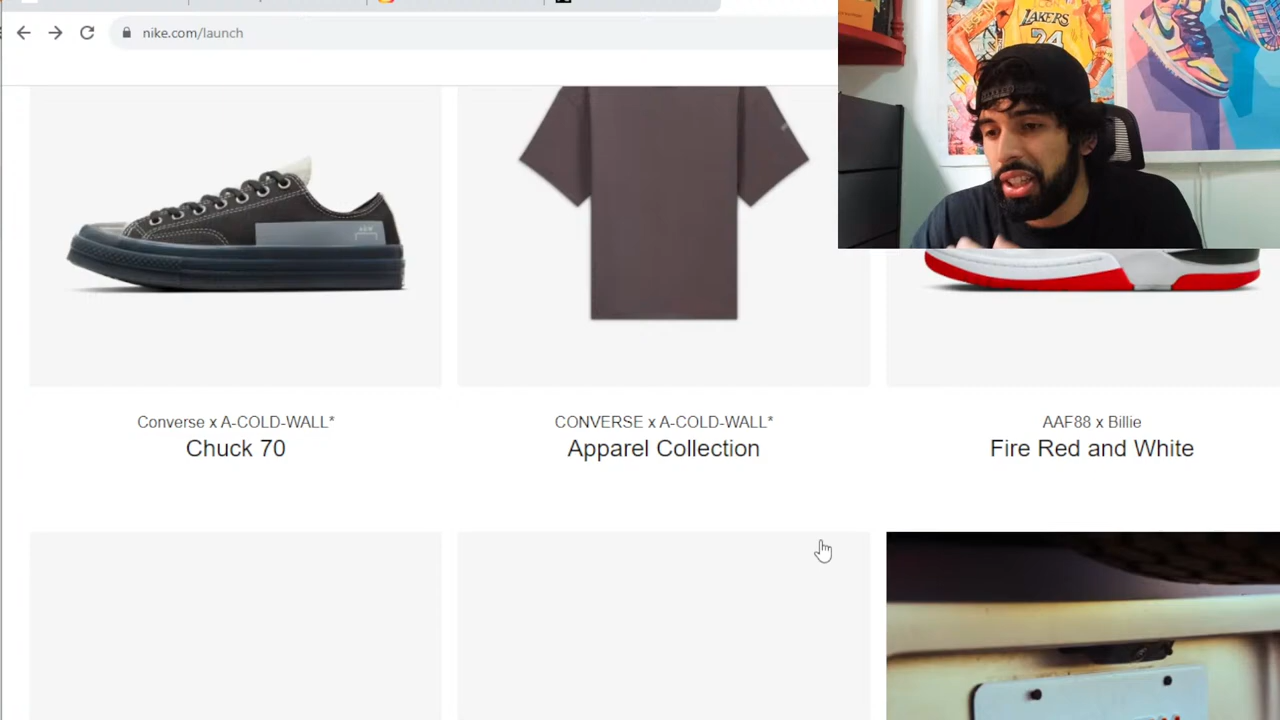 nike.com/launch
LAKERS
24
Converse x A-COLD-WALL*
Chuck 70
CONVERSE x A-COLD-WALL*
Apparel Collection
AAF88 x Billie
Fire Red and White